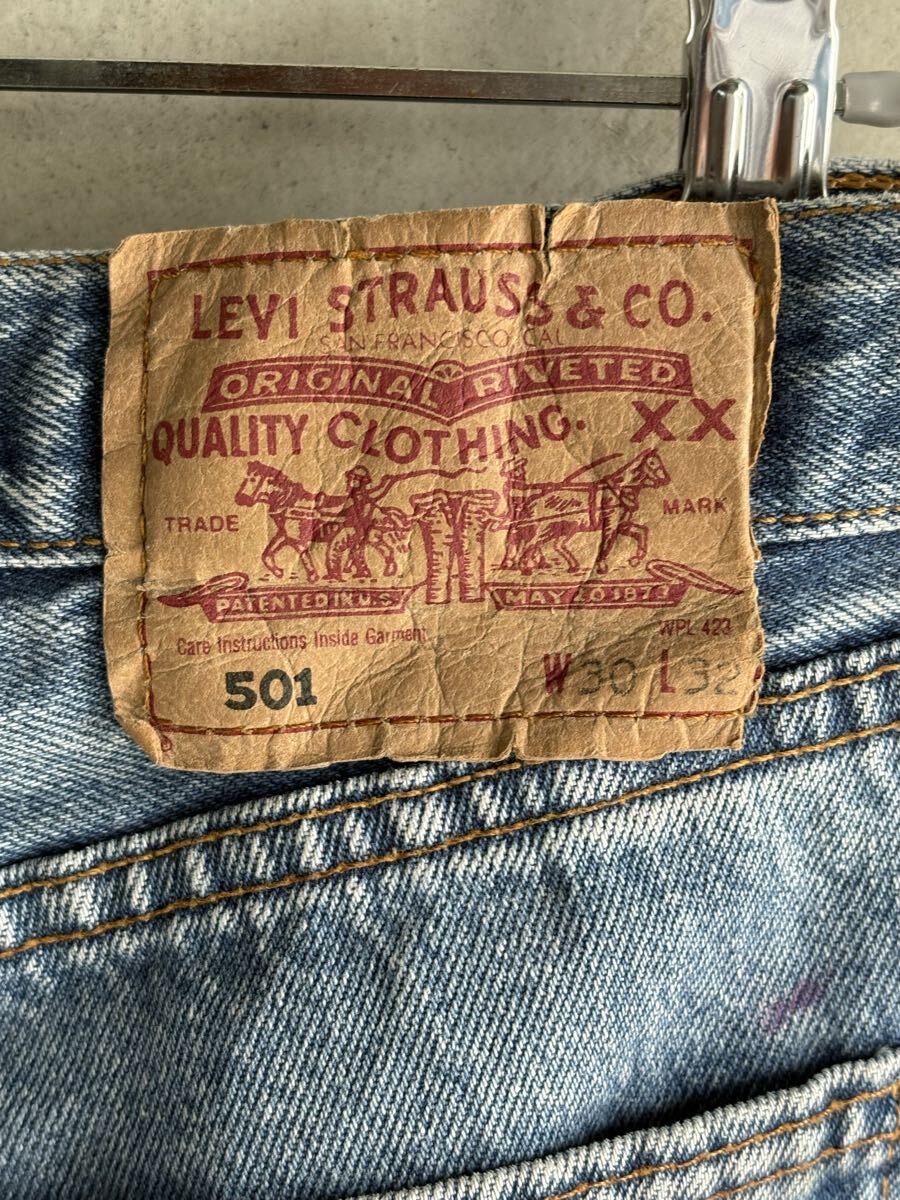 LEVI STRAUSS & CO.
SAN FRANCISCO, CAL
ORIGINAL RIVETED
QUALITY CLOTHING. XX
TRADE MARK
PATENTED IN U.S. MAY 20 1873
Care Instructions Inside Garment WPL 423
501 W30 L32